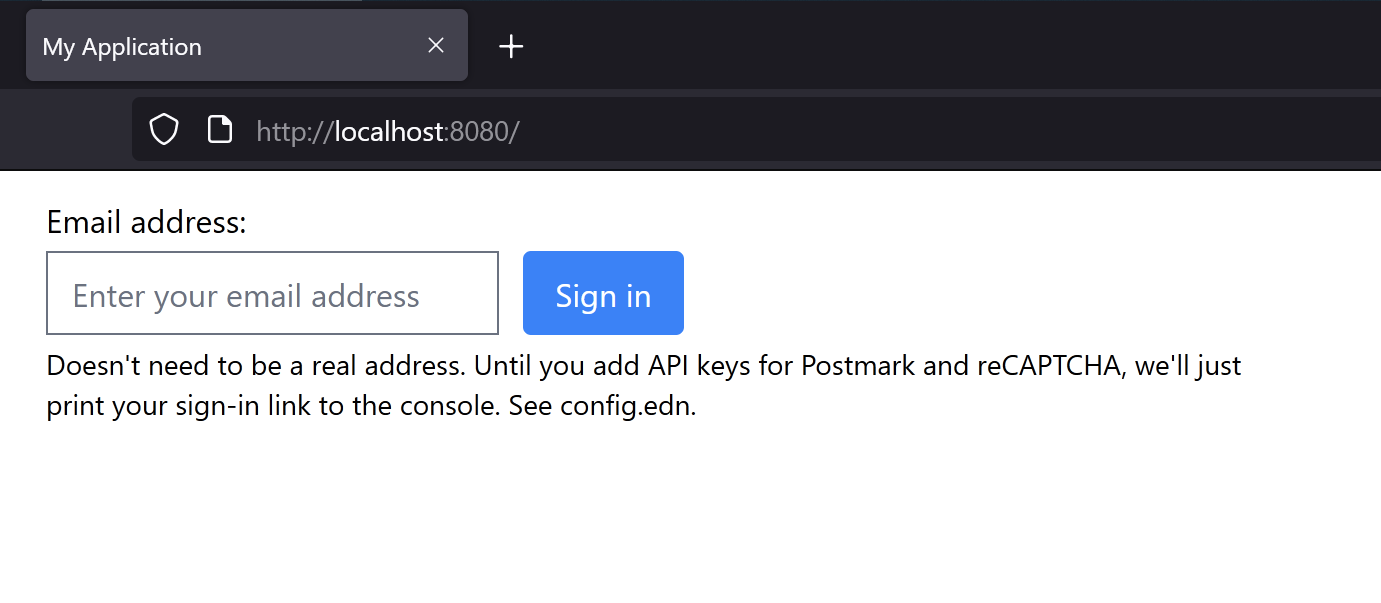 My Application
http://localhost:8080/
Email address:
Enter your email address
Sign in
Doesn't need to be a real address. Until you add API keys for Postmark and reCAPTCHA, we'll just
print your sign-in link to the console. See config.edn.